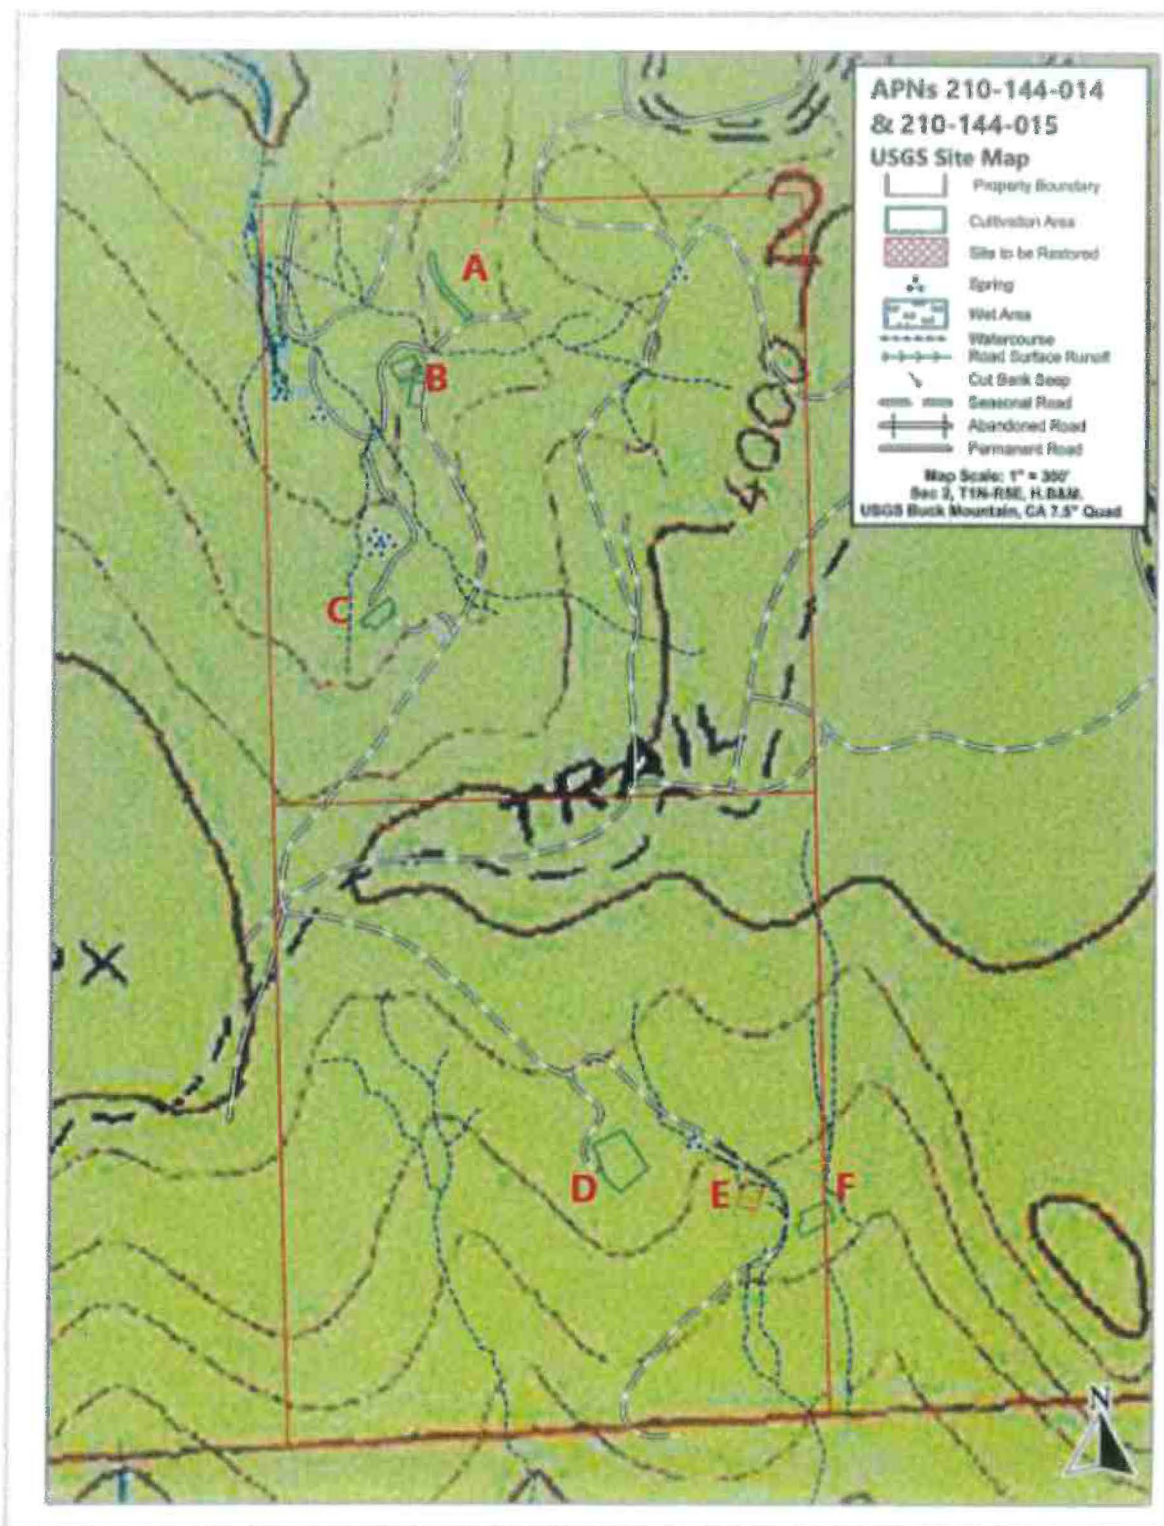 APNs 210-144-014
& 210-144-015
USGS Site Map
Property Boundary
Cultivation Area
Site to be Restored
Spring
Wet Area
Watercourse
Road Surface Runoff
Cut Bank Seep
Seasonal Road
Abandoned Road
Permanent Road
Map Scale: 1" = 300'
Sec 2, T1N-R5E, H.B&M.
USGS Buck Mountain, CA 7.5" Quad
2
A
B
4000
C
TRAIL
X
D
E
F
N